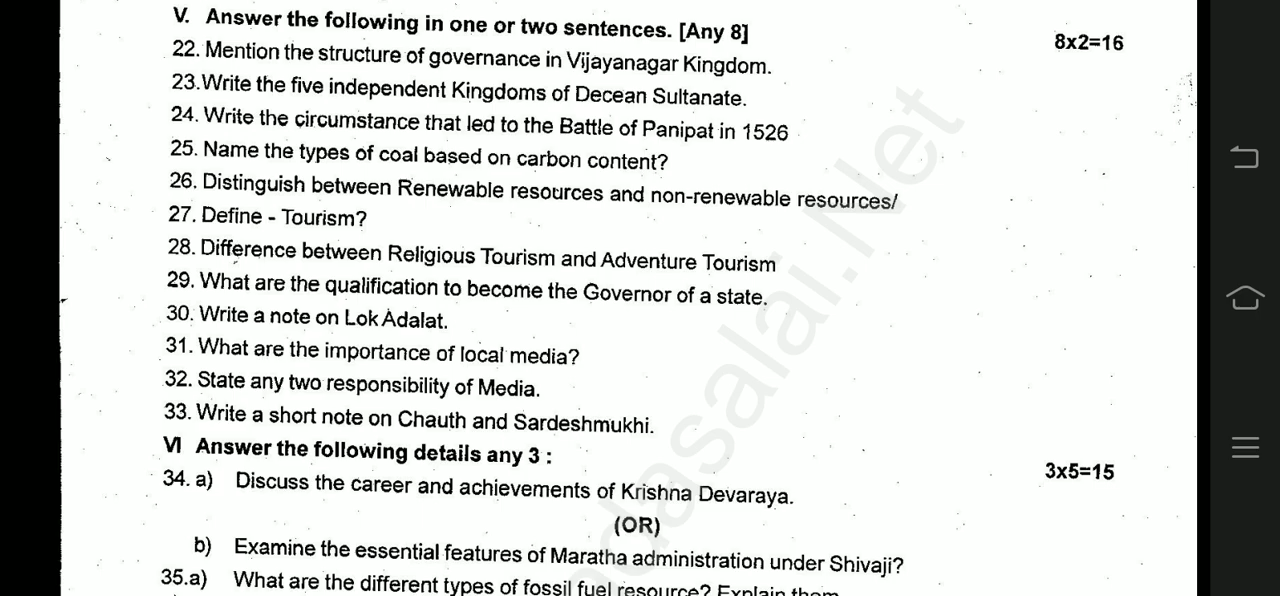 V. Answer the following in one or two sentences. [Any 8] 8x2=16
22. Mention the structure of governance in Vijayanagar Kingdom.
23.Write the five independent Kingdoms of Decean Sultanate.
24. Write the circumstance that led to the Battle of Panipat in 1526
25. Name the types of coal based on carbon content?
26. Distinguish between Renewable resources and non-renewable resources/
27. Define - Tourism?
28. Difference between Religious Tourism and Adventure Tourism
29. What are the qualification to become the Governor of a state.
30. Write a note on Lok Adalat.
31. What are the importance of local media?
32. State any two responsibility of Media.
33. Write a short note on Chauth and Sardeshmukhi.
VI Answer the following details any 3 : 3x5=15
34. a) Discuss the career and achievements of Krishna Devaraya.
(OR)
b) Examine the essential features of Maratha administration under Shivaji?
35.a) What are the different types of fossil fuel resource? Explain them
dasalai.Net